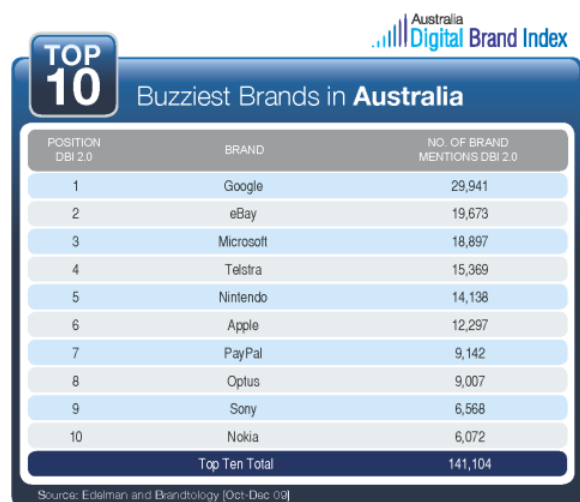 Australia
Digital Brand Index
TOP
10
Buzziest Brands in Australia
POSITION DBI 2.0 BRAND NO. OF BRAND MENTIONS DBI 2.0
1 Google 29,941
2 eBay 19,673
3 Microsoft 18,897
4 Telstra 15,369
5 Nintendo 14,138
6 Apple 12,297
7 PayPal 9,142
8 Optus 9,007
9 Sony 6,568
10 Nokia 6,072
Top Ten Total 141,104
Source: Edelman and Brandtology [Oct-Dec 09]